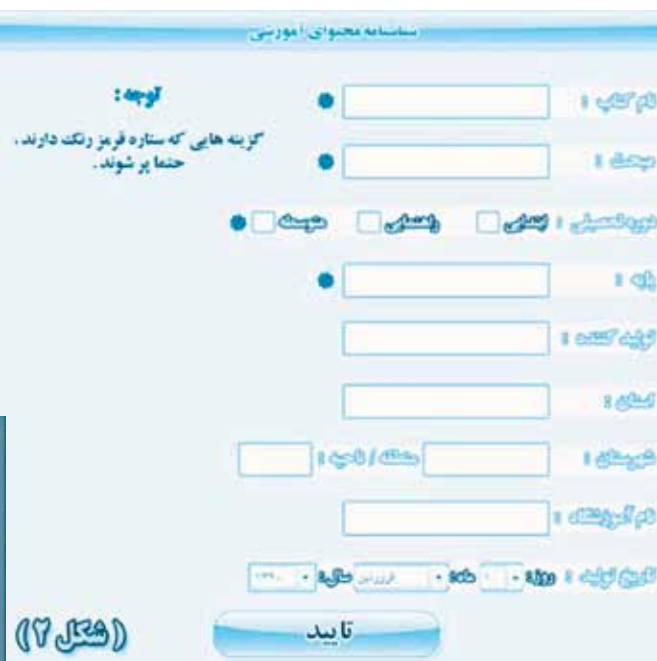 شناسنامه محتوای آموزشی
توجه :
گزینه هایی که ستاره قرمز رنگ دارند ،
حتما پر شوند .
نام کتاب :
مبحث :
دوره تحصیلی : ابتدایی راهنمایی متوسطه
پایه :
تولید کننده :
استان :
شهرستان : منطقه / ناحیه :
نام آموزشگاه :
تاریخ تولید : روز: ۱ ماه: فروردین سال:
تایید
(شکل ۲)